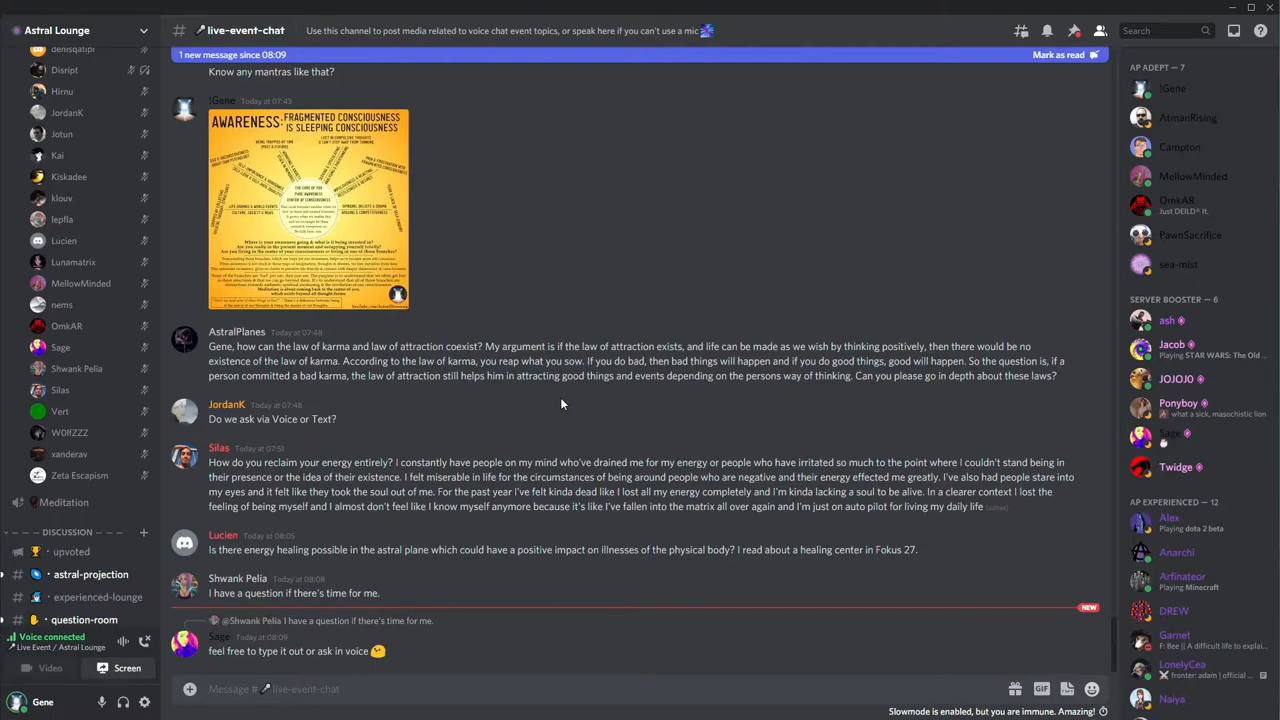 Astral Lounge
denisqatipi
Disript
Hirnu
JordanK
Jotun
Kai
Kiskadee
klouv
lepfla
Lucien
Lunamatrix
MellowMinded
nems
OmkAR
Sage
Shwank Pelia
Silas
Vert
W0lfZZZ
xanderav
Zeta Escapism
Meditation
DISCUSSION
upvoted
astral-projection
experienced-lounge
question-room
Voice connected
Live Event / Astral Lounge
Video
Screen
Gene
live-event-chat
Use this channel to post media related to voice chat event topics, or speak here if you can't use a mic
Search
1 new message since 08:09
Mark as read
Know any mantras like that?
!Gene Today at 07:43
AWARENESS: FRAGMENTED CONSCIOUSNESS
IS SLEEPING CONSCIOUSNESS
AstralPlanes Today at 07:48
Gene, how can the law of karma and law of attraction coexist? My argument is if the law of attraction exists, and life can be made as we wish by thinking positively, then there would be no
existence of the law of karma. According to the law of karma, you reap what you sow. If you do bad, then bad things will happen and if you do good things, good will happen. So the question is, if a
person committed a bad karma, the law of attraction still helps him in attracting good things and events depending on the persons way of thinking. Can you please go in depth about these laws?
JordanK Today at 07:48
Do we ask via Voice or Text?
Silas Today at 07:51
How do you reclaim your energy entirely? I constantly have people on my mind who've drained me for my energy or people who have irritated so much to the point where I couldn't stand being in
their presence or the idea of their existence. I felt miserable in life for the circumstances of being around people who are negative and their energy effected me greatly. I've also had people stare into
my eyes and it felt like they took the soul out of me. For the past year I've felt kinda dead like I lost all my energy completely and I'm kinda lacking a soul to be alive. In a clearer context I lost the
feeling of being myself and I almost don't feel like I know myself anymore because it's like I've fallen into the matrix all over again and I'm just on auto pilot for living my daily life (edited)
Lucien Today at 08:05
Is there energy healing possible in the astral plane which could have a positive impact on illnesses of the physical body? I read about a healing center in Fokus 27.
Shwank Pelia Today at 08:08
I have a question if there's time for me.
NEW
@Shwank Pelia I have a question if there's time for me.
Sage Today at 08:09
feel free to type it out or ask in voice
Message # live-event-chat
GIF
Slowmode is enabled, but you are immune. Amazing!
AP ADEPT — 7
!Gene
AtmanRising
Campton
MellowMinded
OmkAR
Just DEILD® It.
PawnSacrifice
sea-mist
SERVER BOOSTER — 6
ash
Jacob
Playing STAR WARS: The Old ...
JOJOJO
Ponyboy
what a sick, masochistic lion
Sage
Twidge
AP EXPERIENCED — 12
Alex
Playing dota 2 beta
Anarchi
Arfinateor
Playing Minecraft
DREW
Garnet
F: Bee || A difficult life to explai...
LonelyCea
fronter: adam | official ...
Naiya